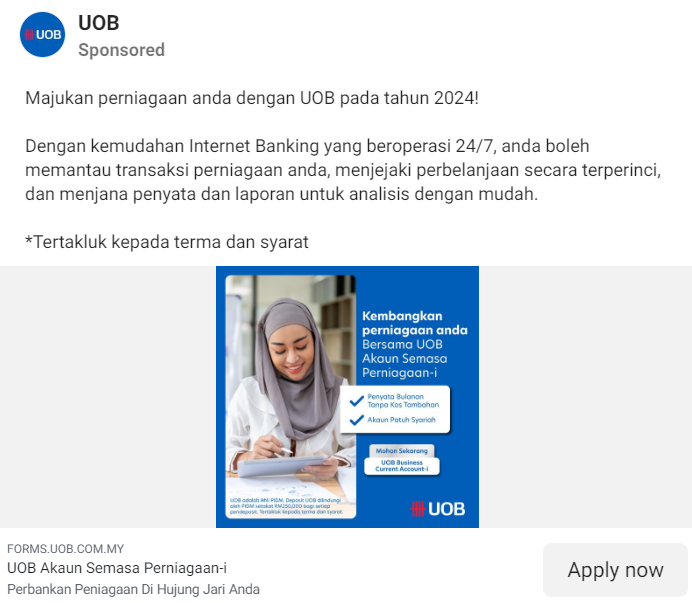 UOB
UOB
Sponsored
Majukan perniagaan anda dengan UOB pada tahun 2024!
Dengan kemudahan Internet Banking yang beroperasi 24/7, anda boleh
memantau transaksi perniagaan anda, menjejaki perbelanjaan secara terperinci,
dan menjana penyata dan laporan untuk analisis dengan mudah.
*Tertakluk kepada terma dan syarat
Kembangkan
perniagaan anda
Bersama UOB
Akaun Semasa
Perniagaan-i
Penyata Bulanan
Tanpa Kos Tambahan
Akaun Patuh Syariah
Mohon Sekarang
UOB Business
Current Account-i
UOB adalah Ahli PIDM. Deposit UOB dilindungi
oleh PIDM setakat RM250,000 bagi setiap
pendeposit. Tertakluk kepada terma dan syarat.
UOB
FORMS.UOB.COM.MY
UOB Akaun Semasa Perniagaan-i
Perbankan Peniagaan Di Hujung Jari Anda
Apply now